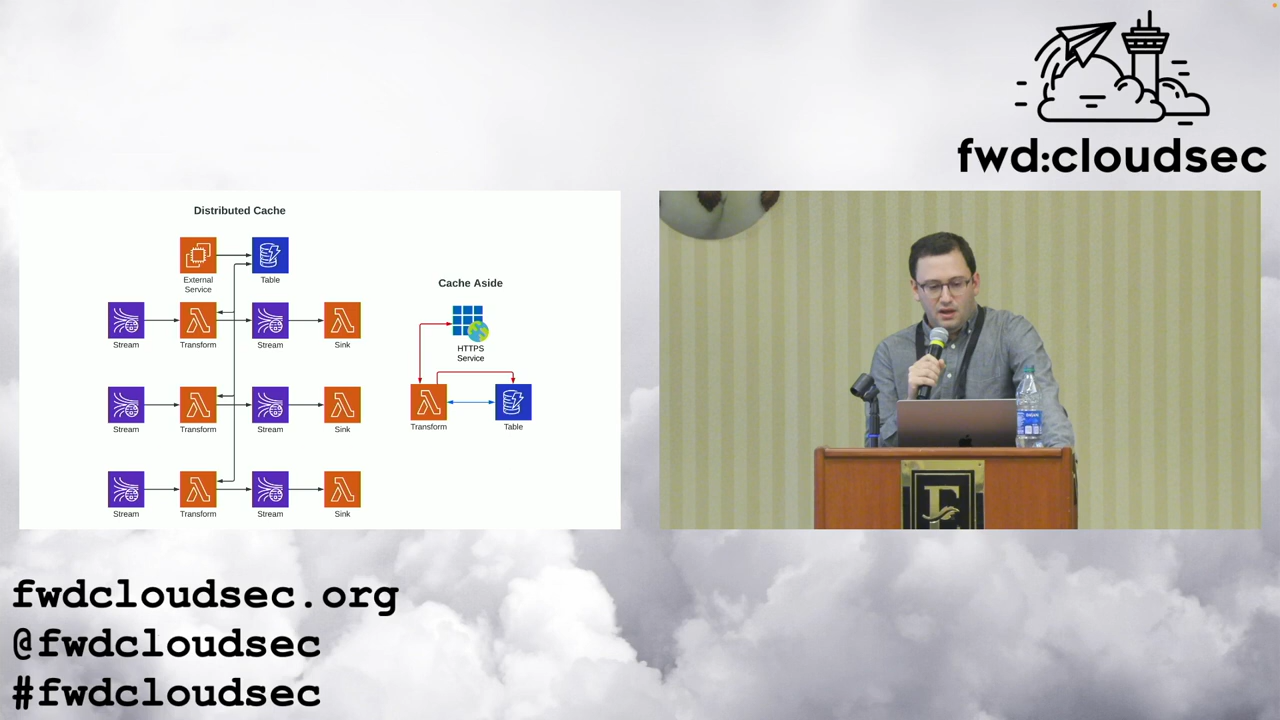 fwd:cloudsec
Distributed Cache
External
Service
Table
Stream
Transform
Stream
Sink
Stream
Transform
Stream
Sink
Stream
Transform
Stream
Sink
Cache Aside
HTTPS
Service
Transform
Table
E
fwdcloudsec.org
@fwdcloudsec
#fwdcloudsec